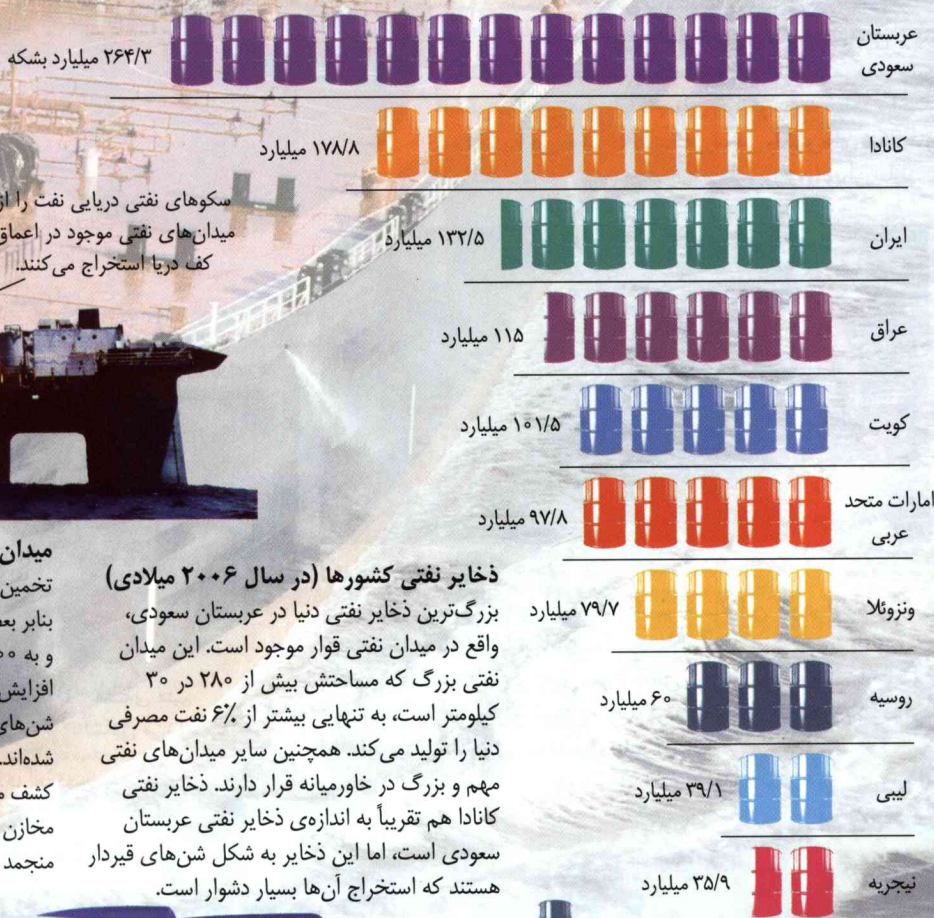 عربستان
سعودی
۲۶۴/۳ میلیارد بشکه
کانادا
۱۷۸/۸ میلیارد
ایران
۱۳۲/۵ میلیارد
عراق
۱۱۵ میلیارد
کویت
۱۰۱/۵ میلیارد
امارات متحد
عربی
۹۷/۸ میلیارد
ونزوئلا
۷۹/۷ میلیارد
روسیه
۶۰ میلیارد
لیبی
۳۹/۱ میلیارد
نیجریه
۳۵/۹ میلیارد
سکوهای نفتی دریایی نفت را از
میدان‌های نفتی موجود در اعماق
کف دریا استخراج می‌کنند.
ذخایر نفتی کشورها (در سال ۲۰۰۶ میلادی)
بزرگ‌ترین ذخایر نفتی دنیا در عربستان سعودی،
واقع در میدان نفتی قوار موجود است. این میدان
نفتی بزرگ که مساحتش بیش از ۲۸۰ در ۳۰
کیلومتر است، به تنهایی بیشتر از ۶٪ نفت مصرفی
دنیا را تولید می‌کند. همچنین سایر میدان‌های نفتی
مهم و بزرگ در خاورمیانه قرار دارند. ذخایر نفتی
کانادا هم تقریباً به اندازه‌ی ذخایر نفتی عربستان
سعودی است، اما این ذخایر به شکل شن‌های قیردار
هستند که استخراج آن‌ها بسیار دشوار است.
میدان
تخمین
بنابر
و به
افزایش
شن‌های
شده‌اند.
کشف
مخازن
منجمد